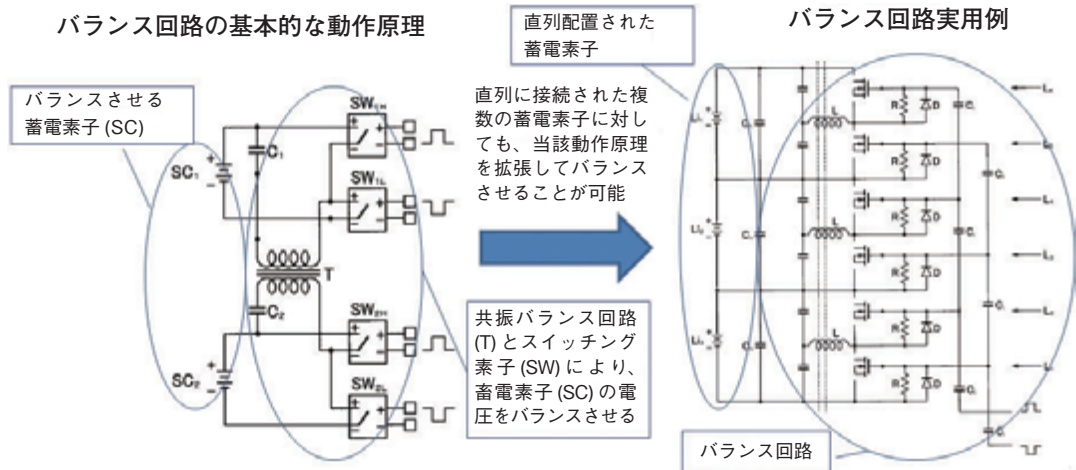 バランス回路の基本的な動作原理
バランスさせる
蓄電素子 (SC)
SC₁
C₁
SW₁H
SW₁L
T
C₂
SC₂
SW₂H
SW₂L
直列に接続された複
数の蓄電素子に対し
ても、当該動作原理
を拡張してバランス
させることが可能
共振バランス回路
(T) とスイッチング
素子 (SW) により、
畜電素子 (SC) の電
圧をバランスさせる
バランス回路実用例
直列配置された
蓄電素子
L
R
D
R
D
L
R
D
R
D
L
R
D
R
D
バランス回路